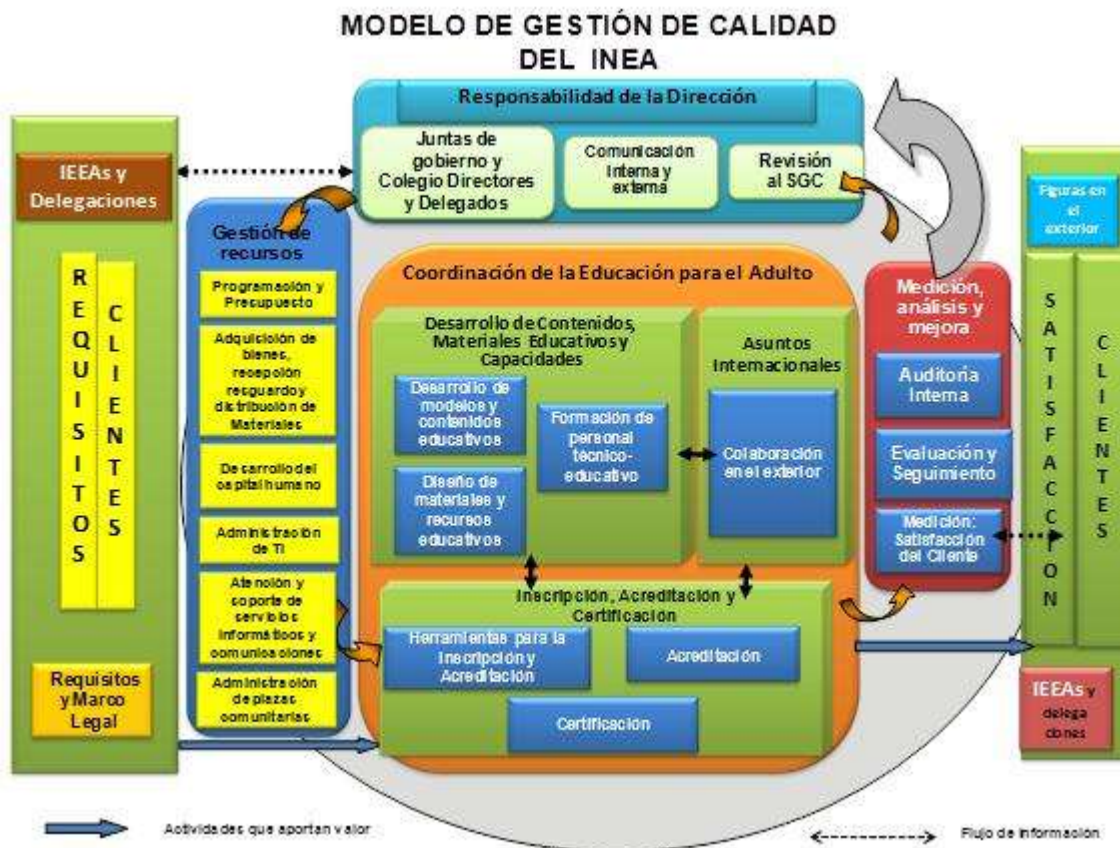 MODELO DE GESTIÓN DE CALIDAD
DEL INEA
Responsabilidad de la Dirección
Juntas de
gobierno y
Colegio Directores
y Delegados
Comunicación
Interna y
externa
Revisión
al SGC
IEEAs y
Delegaciones
REQUISITOS
CLIENTES
Requisitos
y Marco
Legal
Gestión de
recursos
Programación y
Presupuesto
Adquisición de
bienes,
recepción
resguardo y
distribución de
Materiales
Desarrollo del
capital humano
Administración
de TI
Atención y
soporte de
servicios
informáticos y
comunicaciones
Administración
de plazas
comunitarias
Coordinación de la Educación para el Adulto
Desarrollo de Contenidos,
Materiales Educativos y
Capacidades
Desarrollo de
modelos y
contenidos
educativos
Diseño de
materiales y
recursos
educativos
Formación de
personal
técnico-
educativo
Asuntos
Internacionales
Colaboración
en el exterior
Inscripción, Acreditación y
Certificación
Herramientas para la
Inscripción y
Acreditación
Acreditación
Certificación
Medición,
análisis y
mejora
Auditoría
Interna
Evaluación y
Seguimiento
Medición:
Satisfacción
del Cliente
Figuras en
el
exterior
SATISFACCION
CLIENTES
IEEAs y
delega
ciones
Actividades que aportan valor
Flujo de información